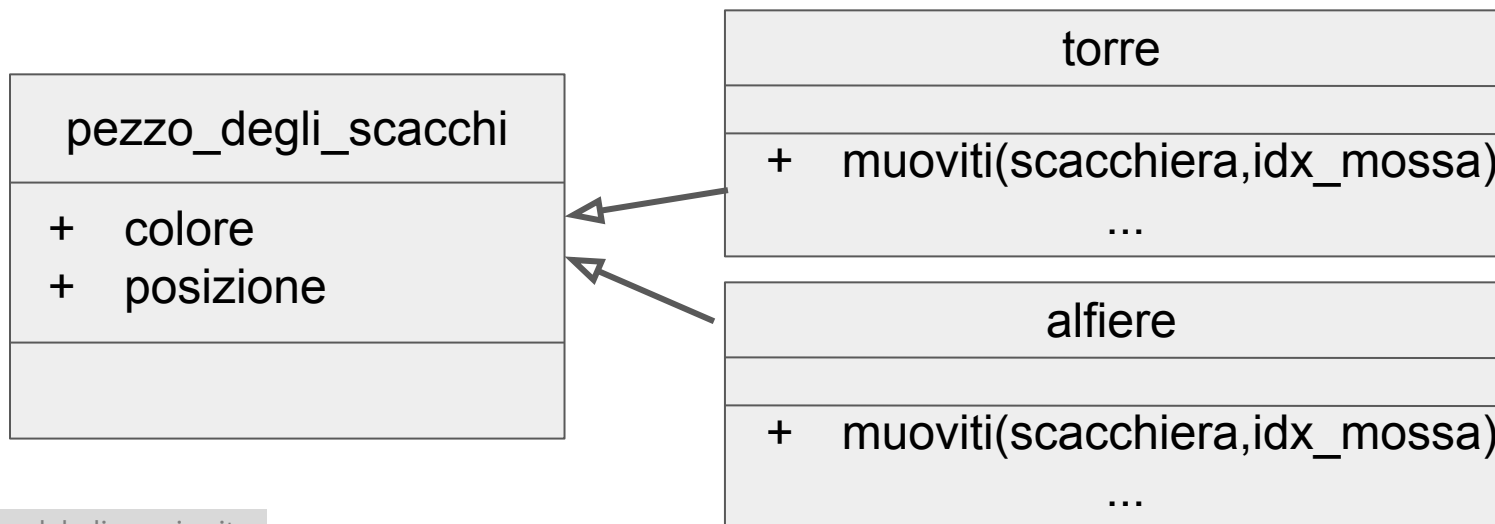 pezzo_degli_scacchi
+ colore
+ posizione
torre
+ muoviti(scacchiera,idx_mossa)
...
alfiere
+ muoviti(scacchiera,idx_mossa)
...